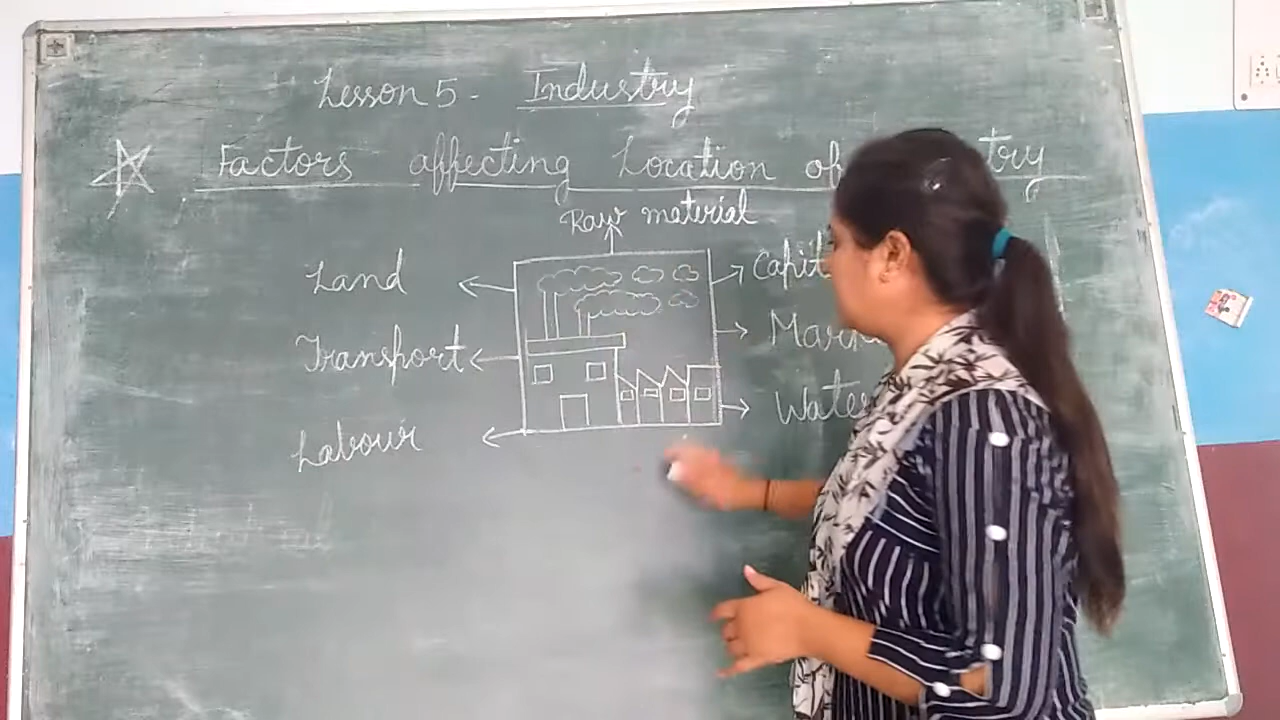 Lesson 5 - Industry
Factors affecting Location of
Raw material
Land
Transport
Labour